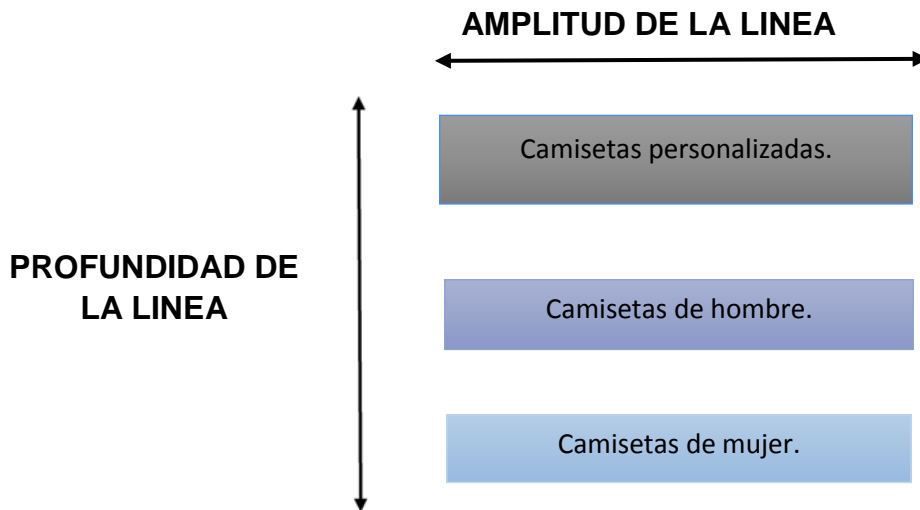 AMPLITUD DE LA LINEA
Camisetas personalizadas.
PROFUNDIDAD DE
LA LINEA
Camisetas de hombre.
Camisetas de mujer.